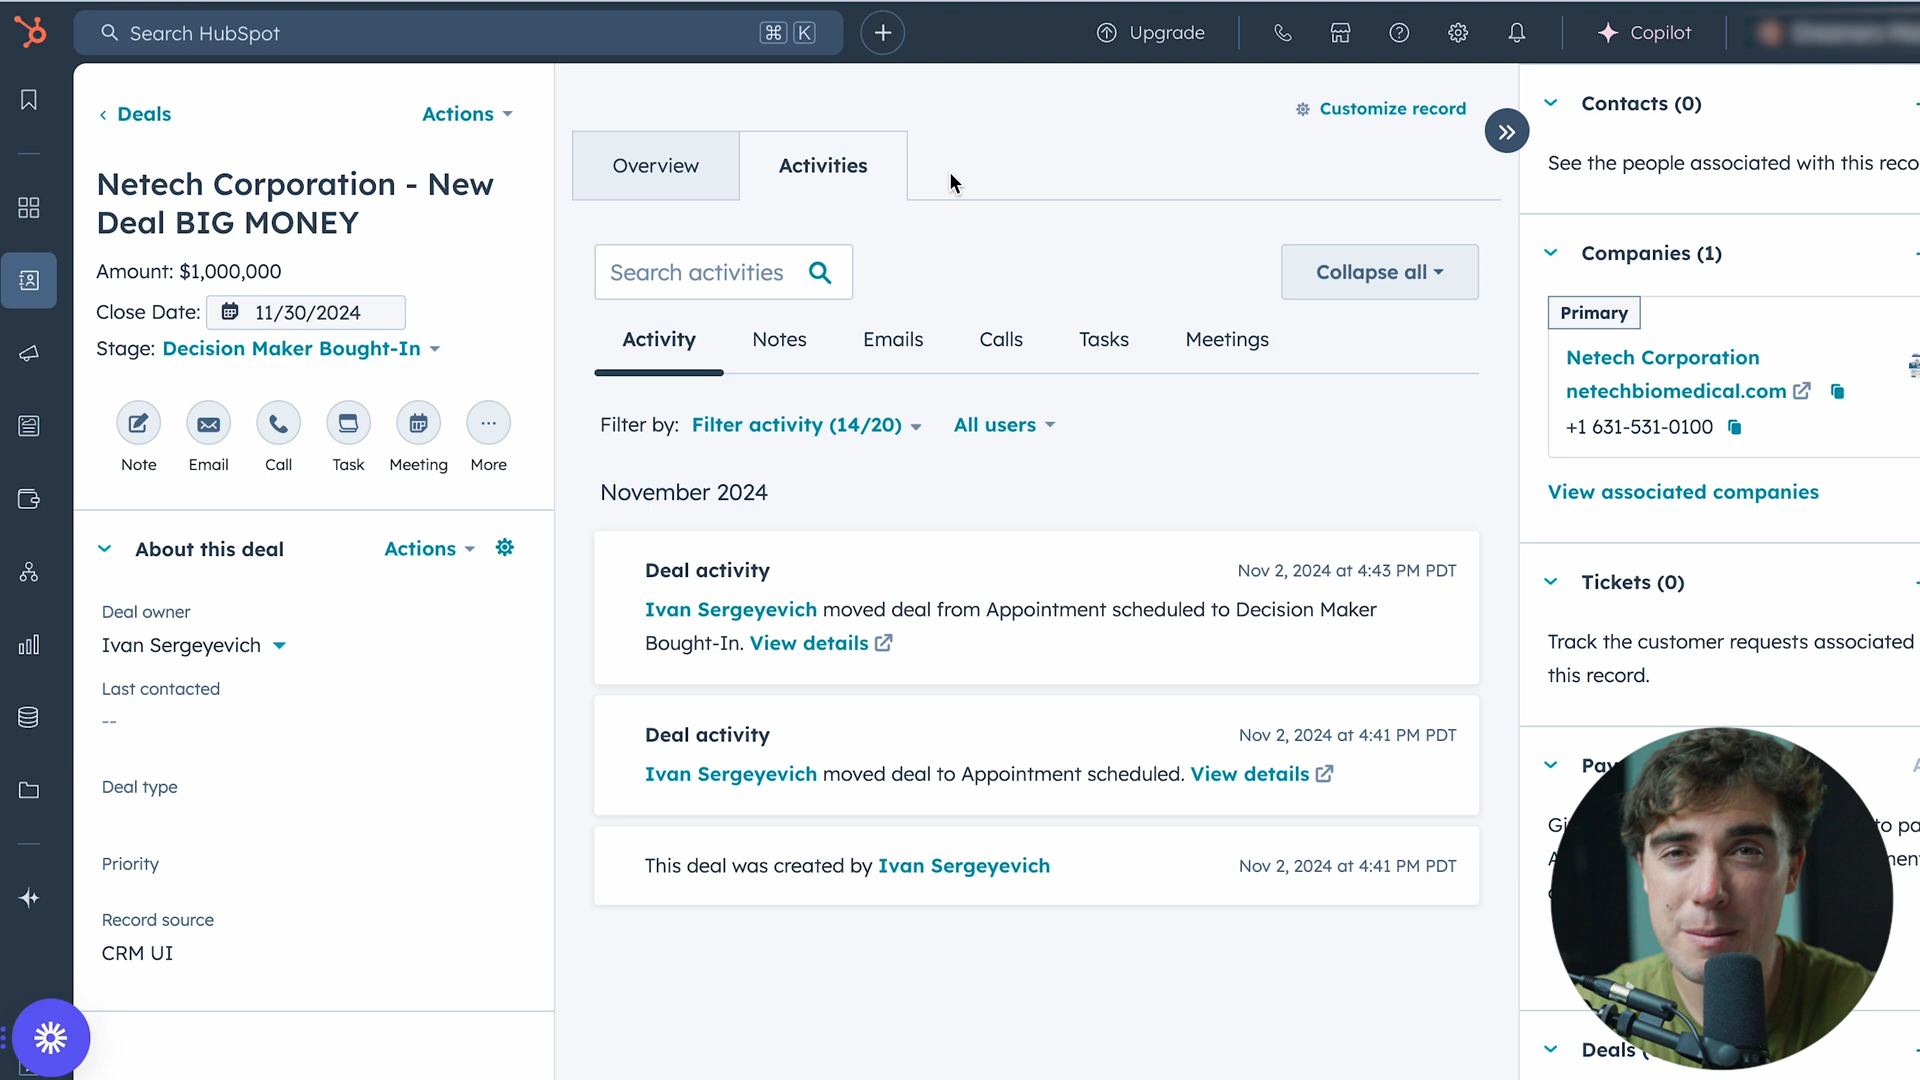 Search HubSpot
⌘ K
Upgrade
Copilot
Deals
Actions
Netech Corporation - New
Deal BIG MONEY
Amount: $1,000,000
Close Date: 11/30/2024
Stage: Decision Maker Bought-In
Note
Email
Call
Task
Meeting
More
About this deal
Actions
Deal owner
Ivan Sergeyevich
Last contacted
--
Deal type
Priority
Record source
CRM UI
Customize record
Overview
Activities
Search activities
Collapse all
Activity
Notes
Emails
Calls
Tasks
Meetings
Filter by: Filter activity (14/20) All users
November 2024
Deal activity
Nov 2, 2024 at 4:43 PM PDT
Ivan Sergeyevich moved deal from Appointment scheduled to Decision Maker
Bought-In. View details
Deal activity
Nov 2, 2024 at 4:41 PM PDT
Ivan Sergeyevich moved deal to Appointment scheduled. View details
This deal was created by Ivan Sergeyevich
Nov 2, 2024 at 4:41 PM PDT
Contacts (0)
See the people associated with this reco
Companies (1)
Primary
Netech Corporation
netechbiomedical.com
+1 631-531-0100
View associated companies
Tickets (0)
Track the customer requests associated
this record.
Deals